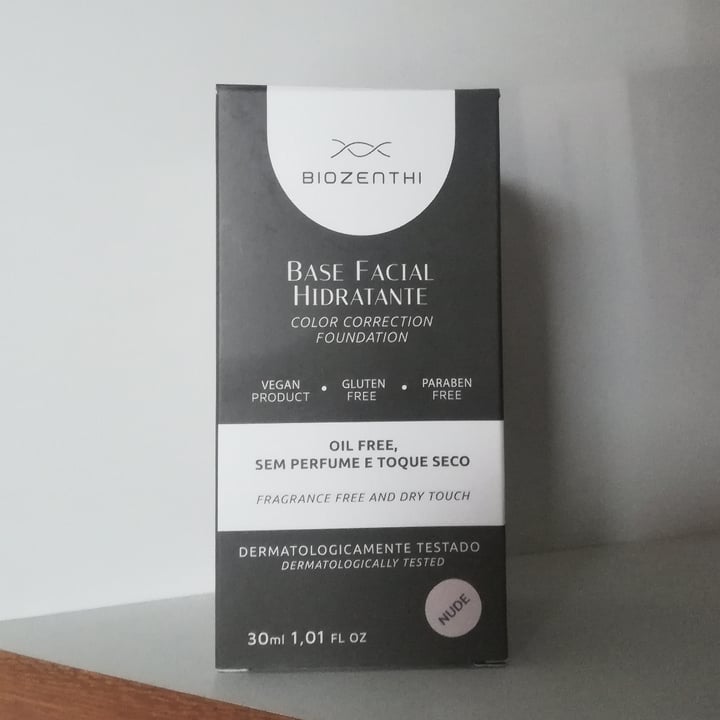 BIOZENTHI
BASE FACIAL
HIDRATANTE
COLOR CORRECTION
FOUNDATION
VEGAN PRODUCT • GLUTEN FREE • PARABEN FREE
OIL FREE,
SEM PERFUME E TOQUE SECO
FRAGRANCE FREE AND DRY TOUCH
DERMATOLOGICAMENTE TESTADO
DERMATOLOGICALLY TESTED
NUDE
30ml 1,01 FL OZ